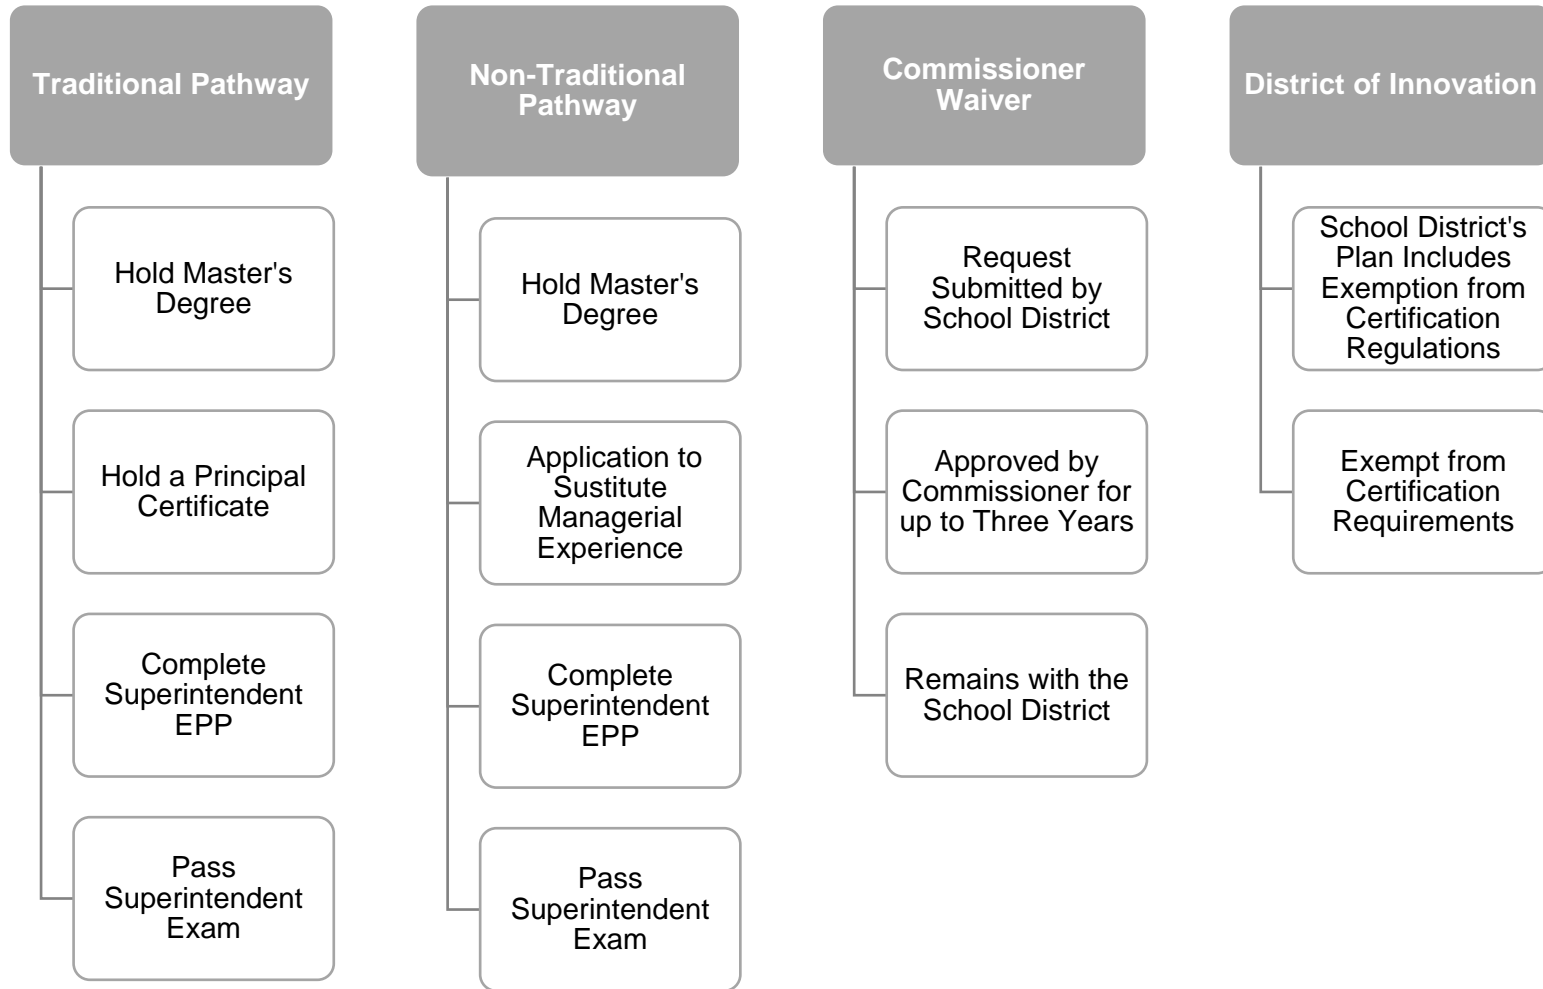 Traditional Pathway
Hold Master's
Degree
Hold a Principal
Certificate
Complete
Superintendent
EPP
Pass
Superintendent
Exam
Non-Traditional
Pathway
Hold Master's
Degree
Application to
Sustitute
Managerial
Experience
Complete
Superintendent
EPP
Pass
Superintendent
Exam
Commissioner
Waiver
Request
Submitted by
School District
Approved by
Commissioner for
up to Three Years
Remains with the
School District
District of Innovation
School District's
Plan Includes
Exemption from
Certification
Regulations
Exempt from
Certification
Requirements